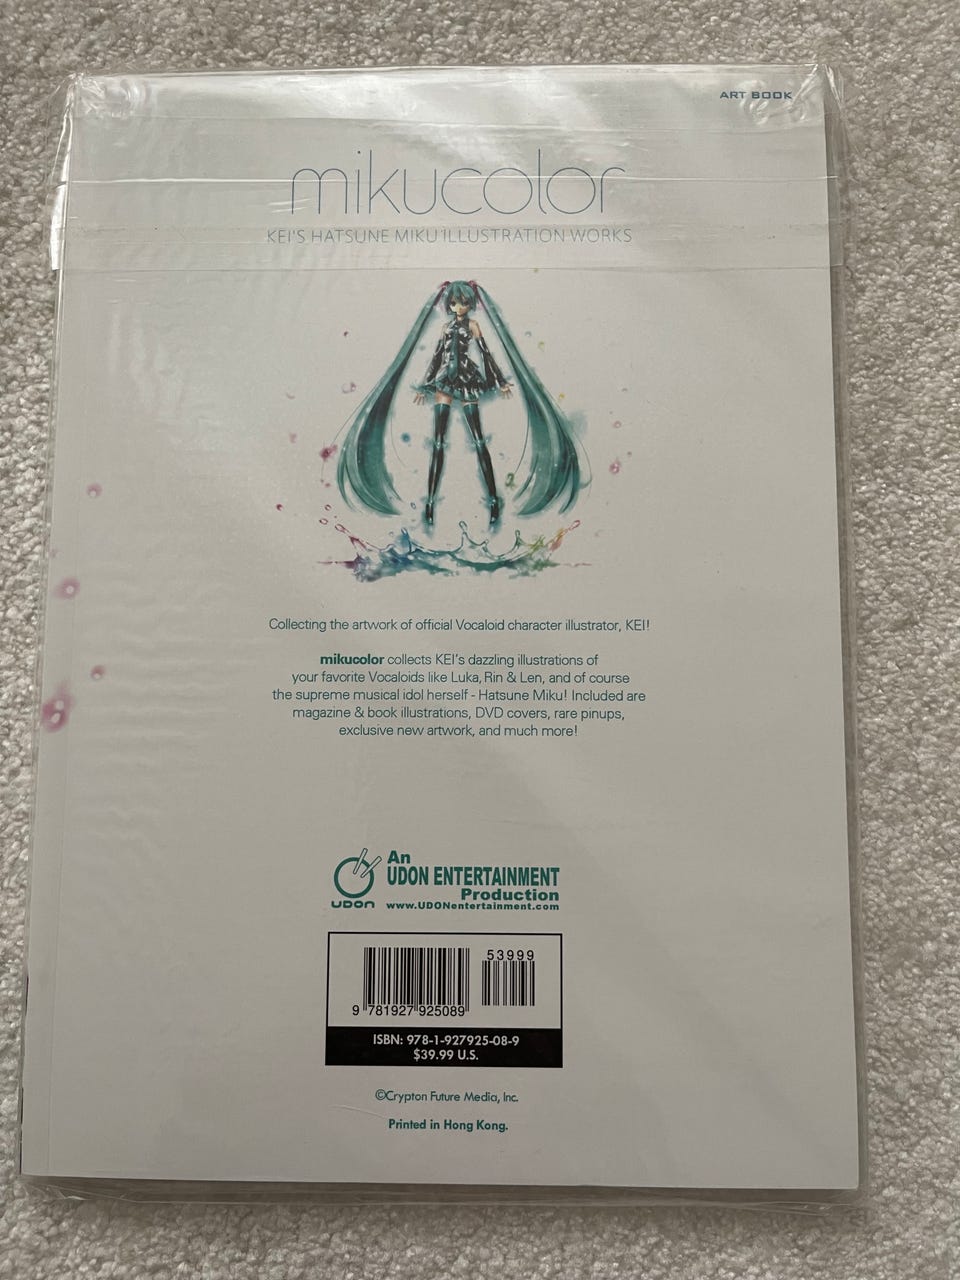 ART BOOK
mikucolor
KEI'S HATSUNE MIKU ILLUSTRATION WORKS
Collecting the artwork of official Vocaloid character illustrator, KEI!
mikucolor collects KEI's dazzling illustrations of
your favorite Vocaloids like Luka, Rin & Len, and of course
the supreme musical idol herself - Hatsune Miku! Included are
magazine & book illustrations, DVD covers, rare pinups,
exclusive new artwork, and much more!
An
UDON ENTERTAINMENT
Production
UDON
www.UDONentertainment.com
53999
9 781927 925089
ISBN: 978-1-927925-08-9
$39.99 U.S.
©Crypton Future Media, Inc.
Printed in Hong Kong.